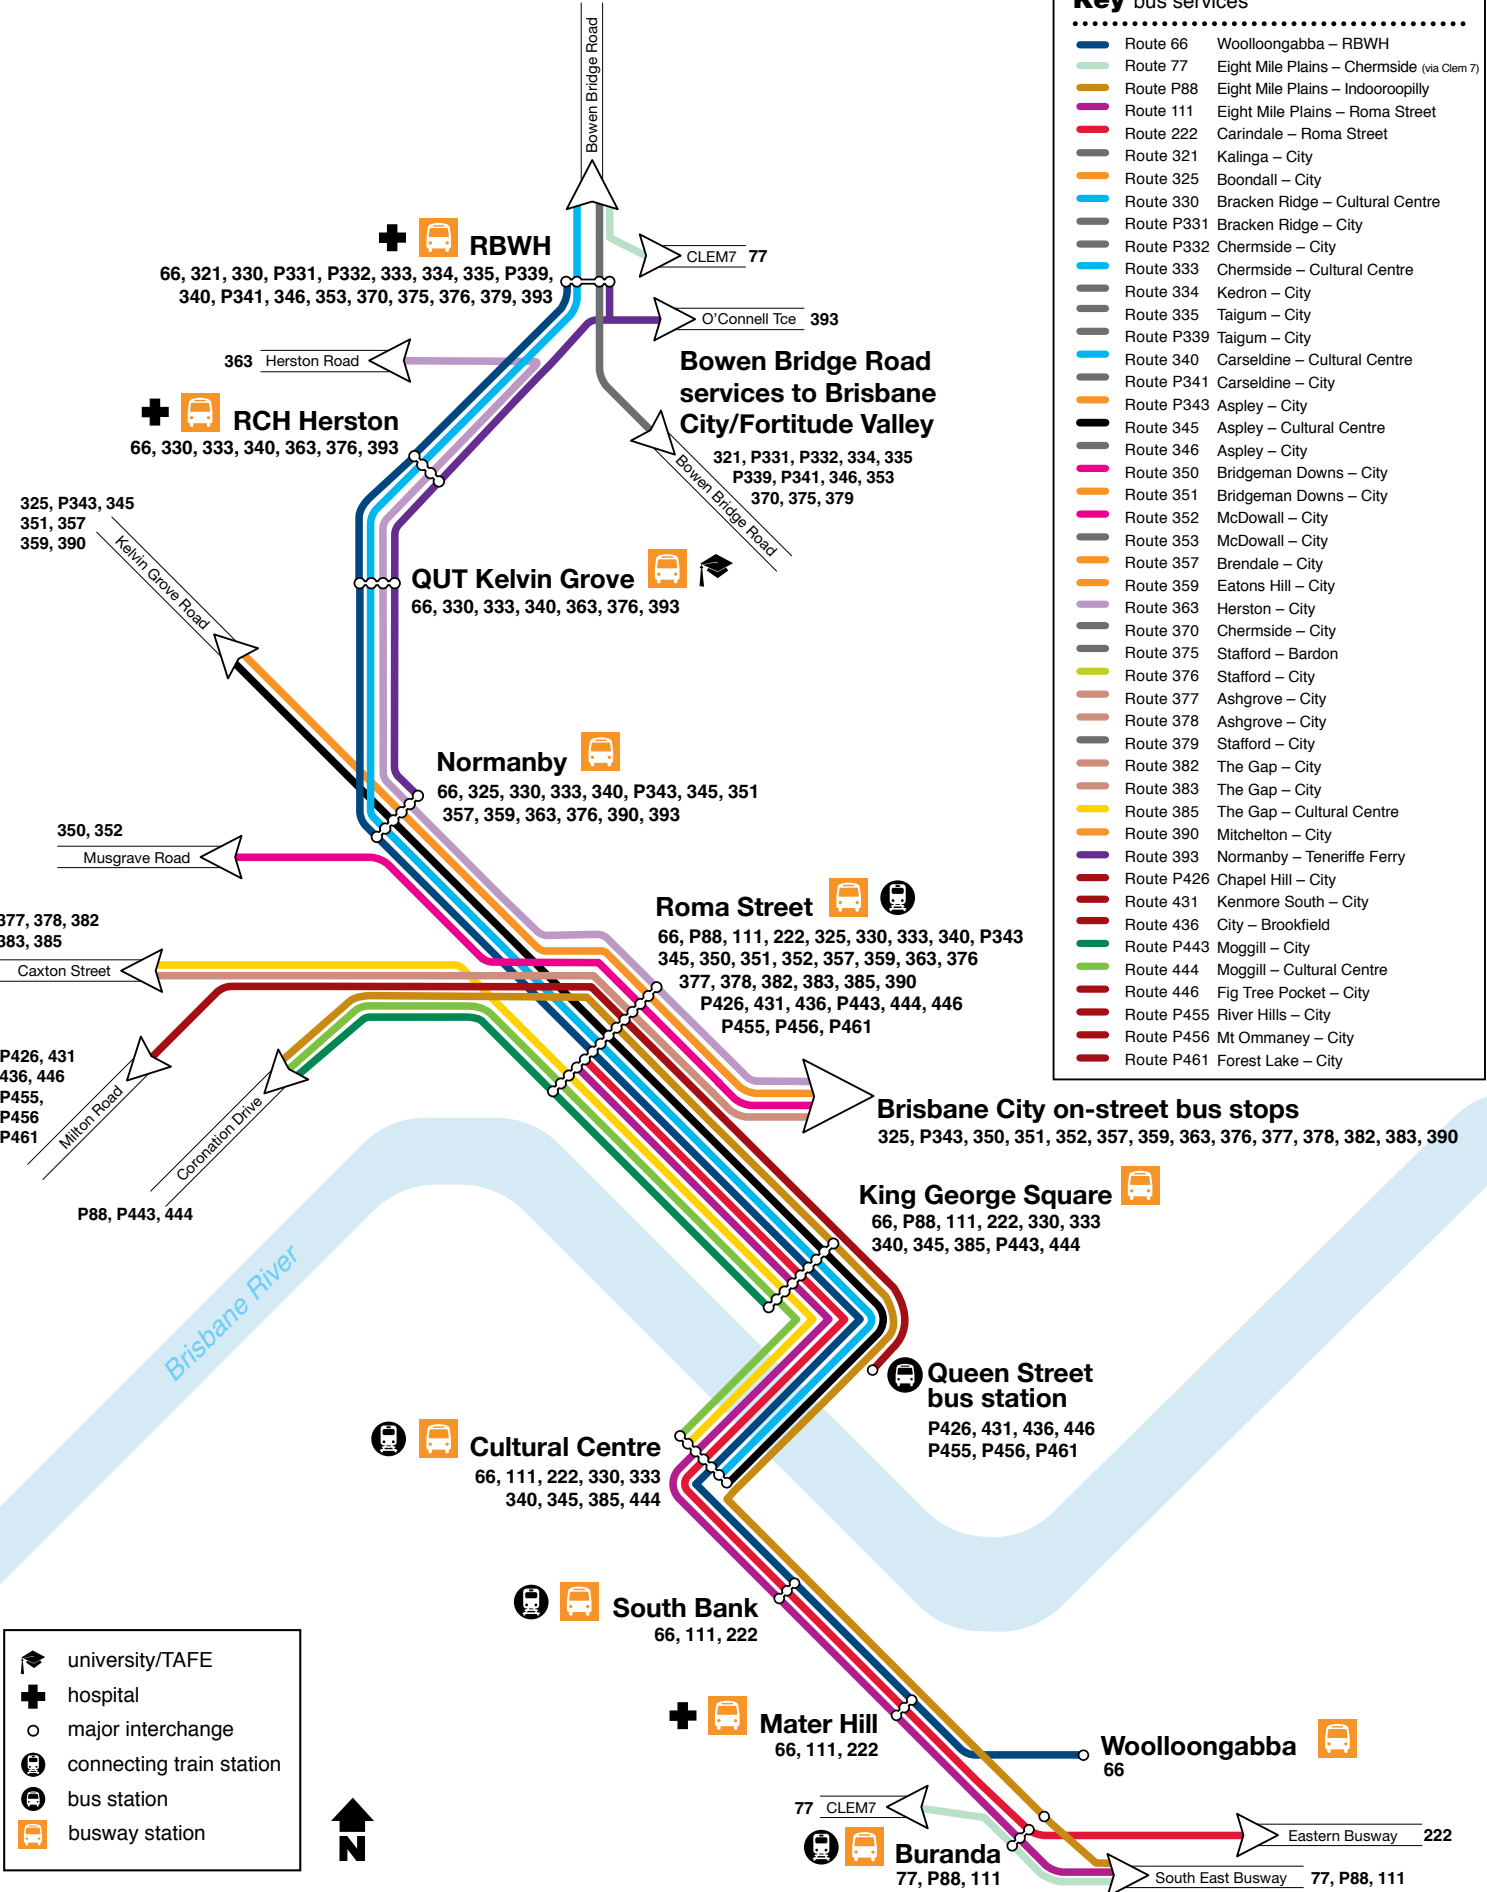 Key bus services
Route 66 Woolloongabba – RBWH
Route 77 Eight Mile Plains – Chermside (via Clem 7)
Route P88 Eight Mile Plains – Indooroopilly
Route 111 Eight Mile Plains – Roma Street
Route 222 Carindale – Roma Street
Route 321 Kalinga – City
Route 325 Boondall – City
Route 330 Bracken Ridge – Cultural Centre
Route P331 Bracken Ridge – City
Route P332 Chermside – City
Route 333 Chermside – Cultural Centre
Route 334 Kedron – City
Route 335 Taigum – City
Route P339 Taigum – City
Route 340 Carseldine – Cultural Centre
Route P341 Carseldine – City
Route P343 Aspley – City
Route 345 Aspley – Cultural Centre
Route 346 Aspley – City
Route 350 Bridgeman Downs – City
Route 351 Bridgeman Downs – City
Route 352 McDowall – City
Route 353 McDowall – City
Route 357 Brendale – City
Route 359 Eatons Hill – City
Route 363 Herston – City
Route 370 Chermside – City
Route 375 Stafford – Bardon
Route 376 Stafford – City
Route 377 Ashgrove – City
Route 378 Ashgrove – City
Route 379 Stafford – City
Route 382 The Gap – City
Route 383 The Gap – City
Route 385 The Gap – Cultural Centre
Route 390 Mitchelton – City
Route 393 Normanby – Teneriffe Ferry
Route P426 Chapel Hill – City
Route 431 Kenmore South – City
Route 436 City – Brookfield
Route P443 Moggill – City
Route 444 Moggill – Cultural Centre
Route 446 Fig Tree Pocket – City
Route P455 River Hills – City
Route P456 Mt Ommaney – City
Route P461 Forest Lake – City
Bowen Bridge Road
RBWH
66, 321, 330, P331, P332, 333, 334, 335, P339,
340, P341, 346, 353, 370, 375, 376, 379, 393
CLEM7 77
O'Connell Tce 393
363 Herston Road
Bowen Bridge Road
services to Brisbane
City/Fortitude Valley
321, P331, P332, 334, 335
P339, P341, 346, 353
370, 375, 379
Bowen Bridge Road
RCH Herston
66, 330, 333, 340, 363, 376, 393
325, P343, 345
351, 357
359, 390
Kelvin Grove Road
QUT Kelvin Grove
66, 330, 333, 340, 363, 376, 393
Normanby
66, 325, 330, 333, 340, P343, 345, 351
357, 359, 363, 376, 390, 393
350, 352
Musgrave Road
377, 378, 382
383, 385
Caxton Street
Roma Street
66, P88, 111, 222, 325, 330, 333, 340, P343
345, 350, 351, 352, 357, 359, 363, 376
377, 378, 382, 383, 385, 390
P426, 431, 436, P443, 444, 446
P455, P456, P461
P426, 431
436, 446
P455,
P456
P461
Milton Road
Coronation Drive
P88, P443, 444
Brisbane City on-street bus stops
325, P343, 350, 351, 352, 357, 359, 363, 376, 377, 378, 382, 383, 390
King George Square
66, P88, 111, 222, 330, 333
340, 345, 385, P443, 444
Brisbane River
Queen Street
bus station
P426, 431, 436, 446
P455, P456, P461
Cultural Centre
66, 111, 222, 330, 333
340, 345, 385, 444
South Bank
66, 111, 222
Mater Hill
66, 111, 222
Woolloongabba
66
77 CLEM7
Buranda
77, P88, 111
Eastern Busway 222
South East Busway 77, P88, 111
university/TAFE
hospital
major interchange
connecting train station
bus station
busway station
N